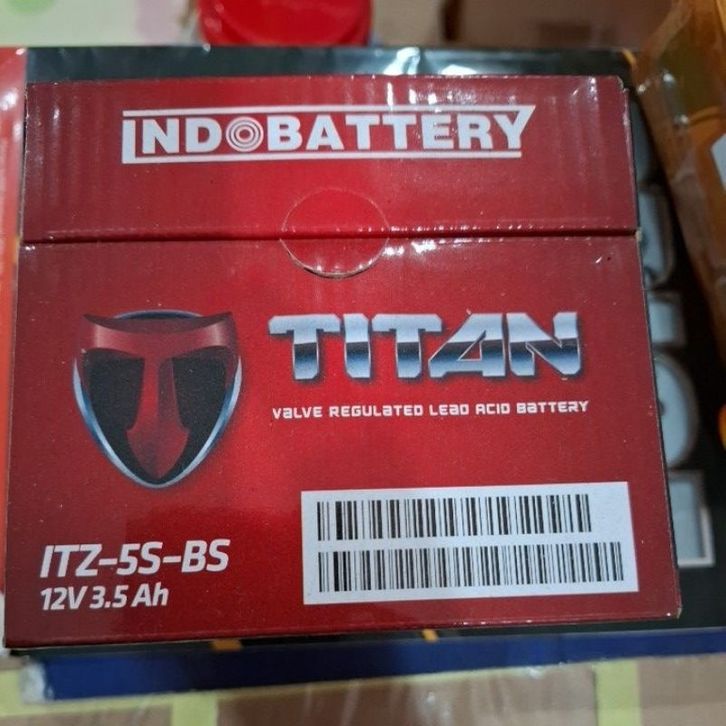 INDOBATTERY
TITAN
VALVE REGULATED LEAD ACID BATTERY
ITZ-5S-BS
12V 3.5 Ah